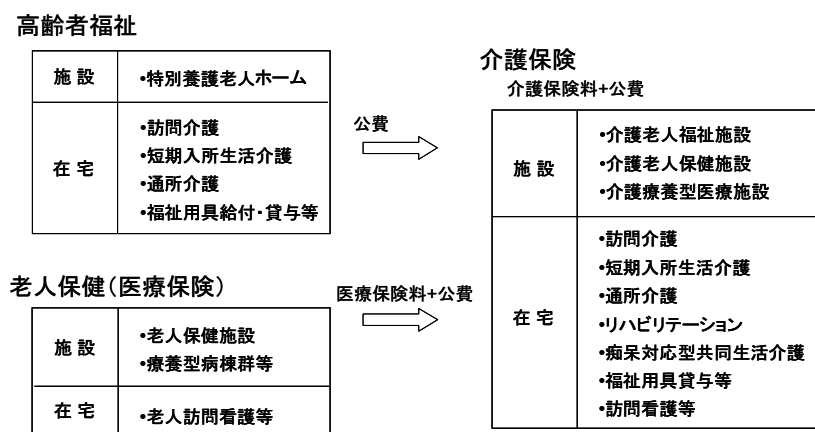 高齢者福祉
施 設
•特別養護老人ホーム
在 宅
•訪問介護
•短期入所生活介護
•通所介護
•福祉用具給付・貸与等
公費
老人保健(医療保険)
施 設
•老人保健施設
•療養型病棟群等
在 宅
•老人訪問看護等
医療保険料+公費
介護保険
介護保険料+公費
施 設
•介護老人福祉施設
•介護老人保健施設
•介護療養型医療施設
在 宅
•訪問介護
•短期入所生活介護
•通所介護
•リハビリテーション
•痴呆対応型共同生活介護
•福祉用具貸与等
•訪問看護等